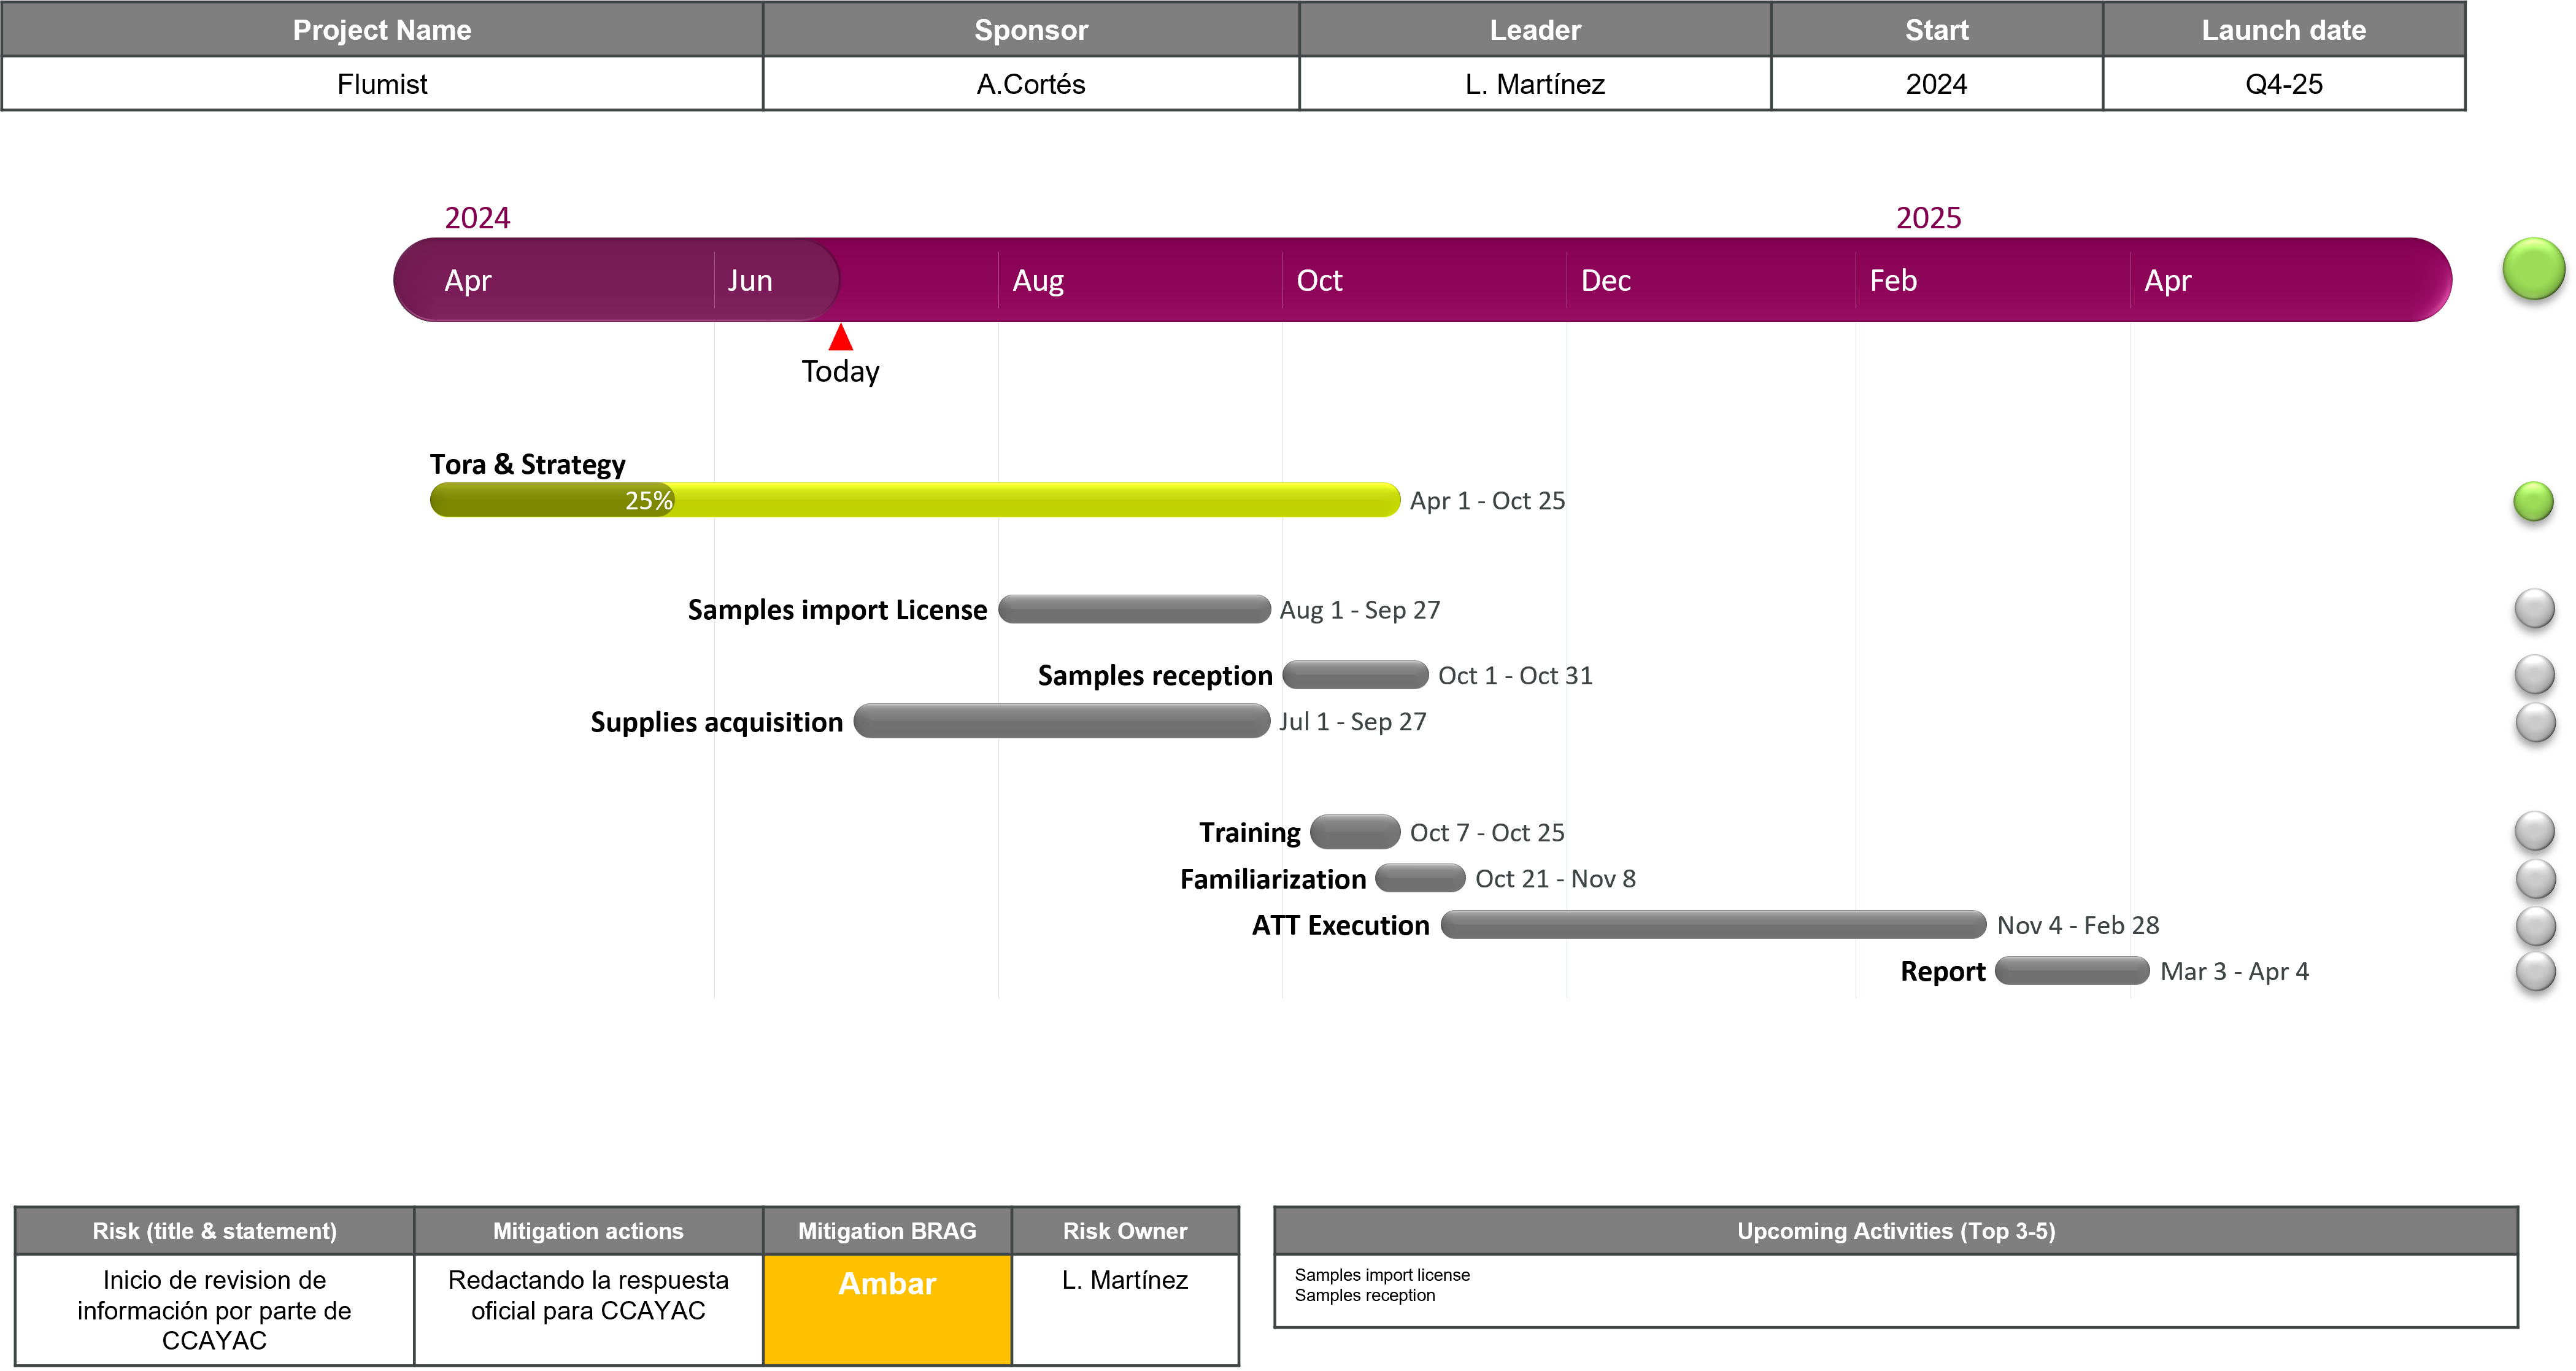 Project Name Sponsor Leader Start Launch date
Flumist A.Cortés L. Martínez 2024 Q4-25
2024 2025
Apr Jun Aug Oct Dec Feb Apr
Today
Tora & Strategy
25% Apr 1 - Oct 25
Samples import License Aug 1 - Sep 27
Samples reception Oct 1 - Oct 31
Supplies acquisition Jul 1 - Sep 27
Training Oct 7 - Oct 25
Familiarization Oct 21 - Nov 8
ATT Execution Nov 4 - Feb 28
Report Mar 3 - Apr 4
Risk (title & statement) Mitigation actions Mitigation BRAG Risk Owner
Inicio de revision de
información por parte de
CCAYAC
Redactando la respuesta
oficial para CCAYAC
Ambar
L. Martínez
Upcoming Activities (Top 3-5)
Samples import license
Samples reception